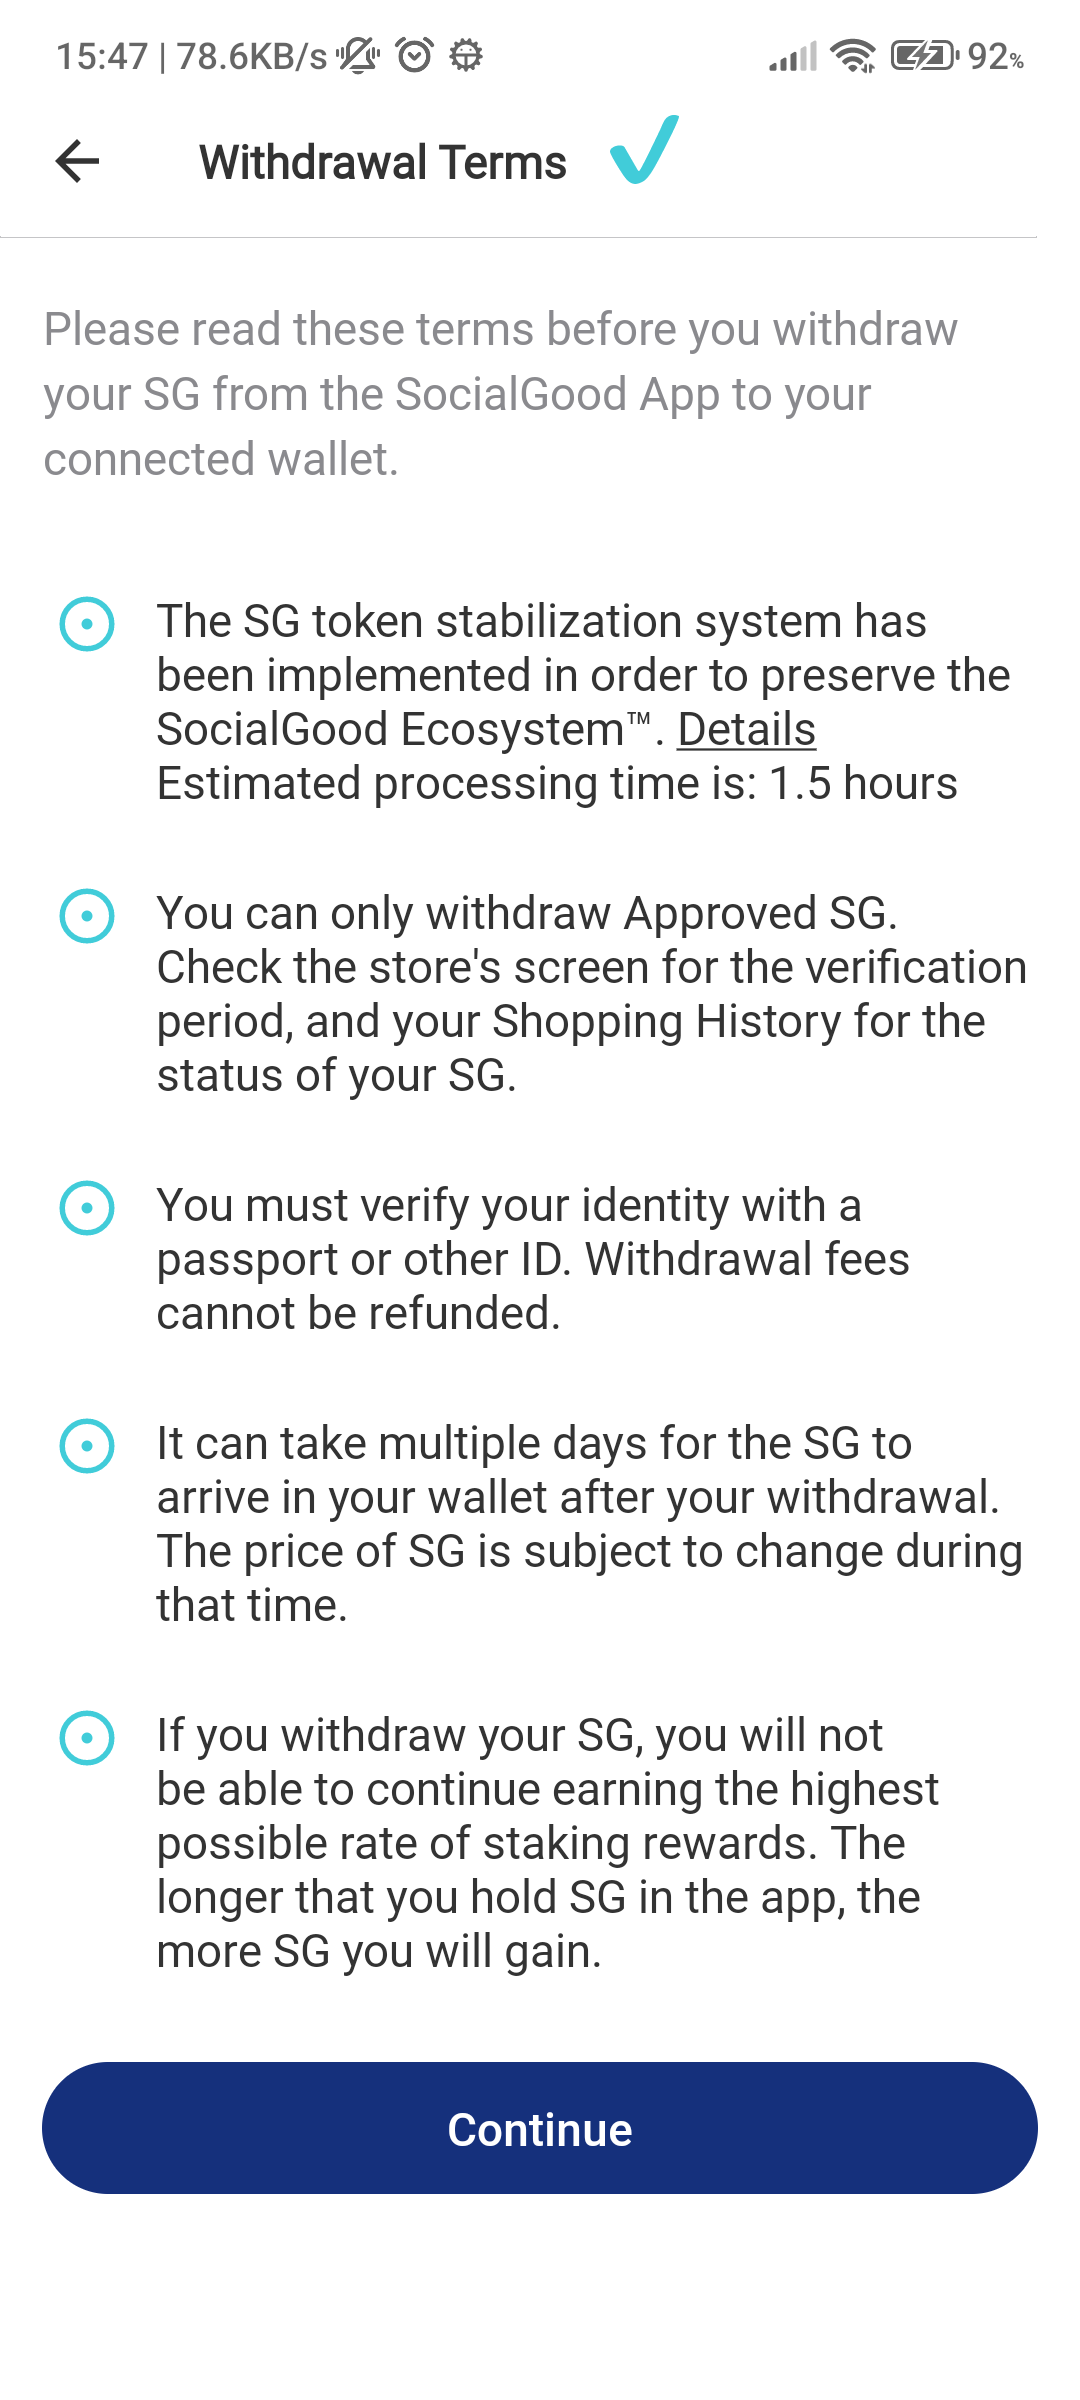 15:47 | 78.6KB/s 92%
Withdrawal Terms
Please read these terms before you withdraw
your SG from the SocialGood App to your
connected wallet.
The SG token stabilization system has
been implemented in order to preserve the
SocialGood Ecosystem™. Details
Estimated processing time is: 1.5 hours
You can only withdraw Approved SG.
Check the store's screen for the verification
period, and your Shopping History for the
status of your SG.
You must verify your identity with a
passport or other ID. Withdrawal fees
cannot be refunded.
It can take multiple days for the SG to
arrive in your wallet after your withdrawal.
The price of SG is subject to change during
that time.
If you withdraw your SG, you will not
be able to continue earning the highest
possible rate of staking rewards. The
longer that you hold SG in the app, the
more SG you will gain.
Continue